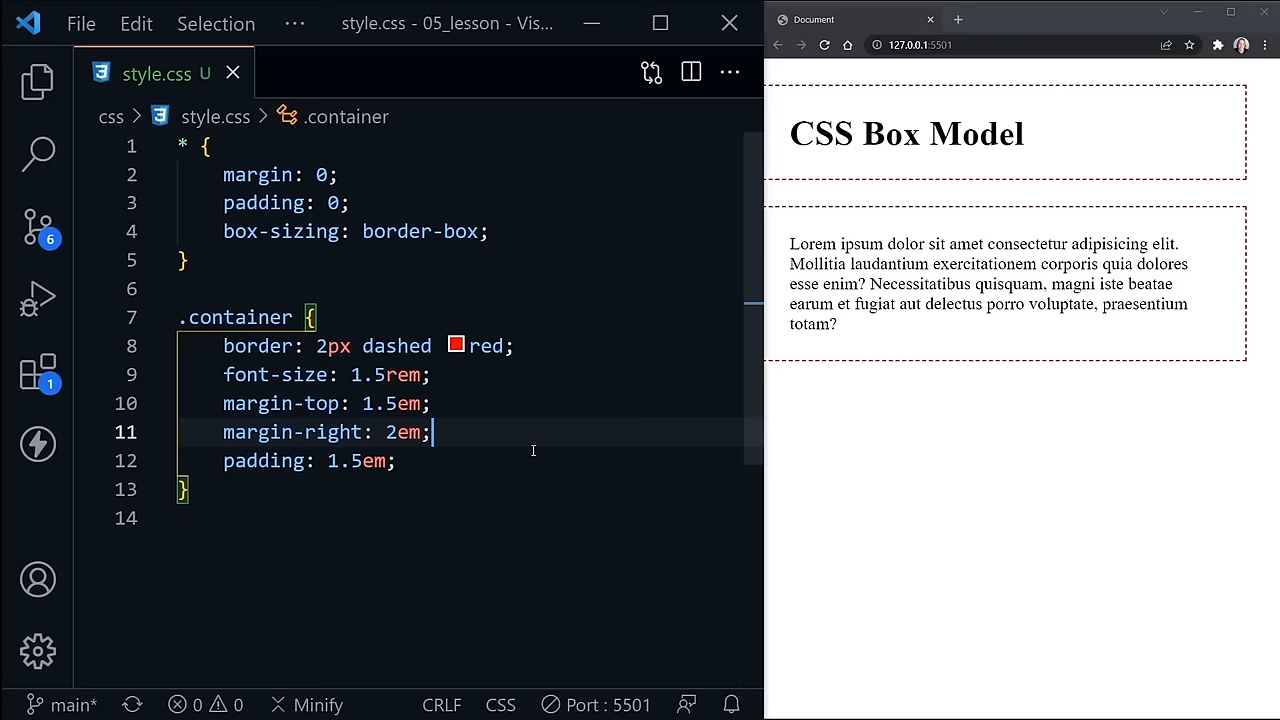 File Edit Selection ··· style.css - 05_lesson - Vis...
style.css U
css > style.css > .container
1 * {
2 margin: 0;
3 padding: 0;
4 box-sizing: border-box;
5 }
6
7 .container {
8 border: 2px dashed red;
9 font-size: 1.5rem;
10 margin-top: 1.5em;
11 margin-right: 2em;
12 padding: 1.5em;
13 }
14
6
1
main* 0 0 Minify CRLF CSS Port : 5501
Document
127.0.0.1:5501
CSS Box Model
Lorem ipsum dolor sit amet consectetur adipisicing elit.
Mollitia laudantium exercitationem corporis quia dolores
esse enim? Necessitatibus quisquam, magni iste beatae
earum et fugiat aut delectus porro voluptate, praesentium
totam?